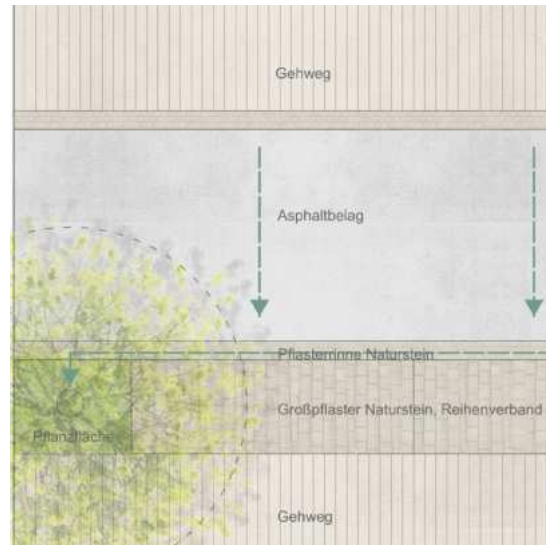 Gehweg
Asphaltbelag
Pflasterrinne Naturstein
Großpflaster Naturstein, Reihenverband
Pflanzfläche
Gehweg